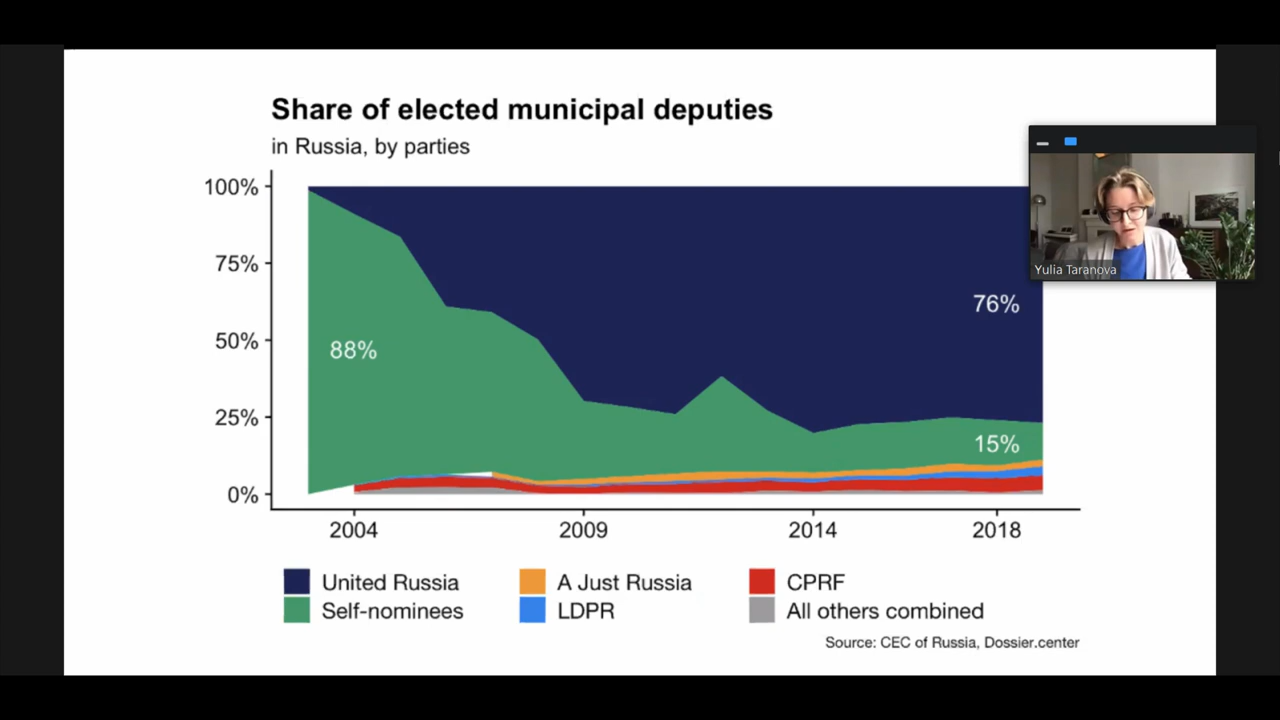 Share of elected municipal deputies
in Russia, by parties
100%
75%
50%
25%
0%
88%
76%
15%
2004
2009
2014
2018
United Russia
A Just Russia
CPRF
Self-nominees
LDPR
All others combined
Source: CEC of Russia, Dossier.center
Yulia Taranova